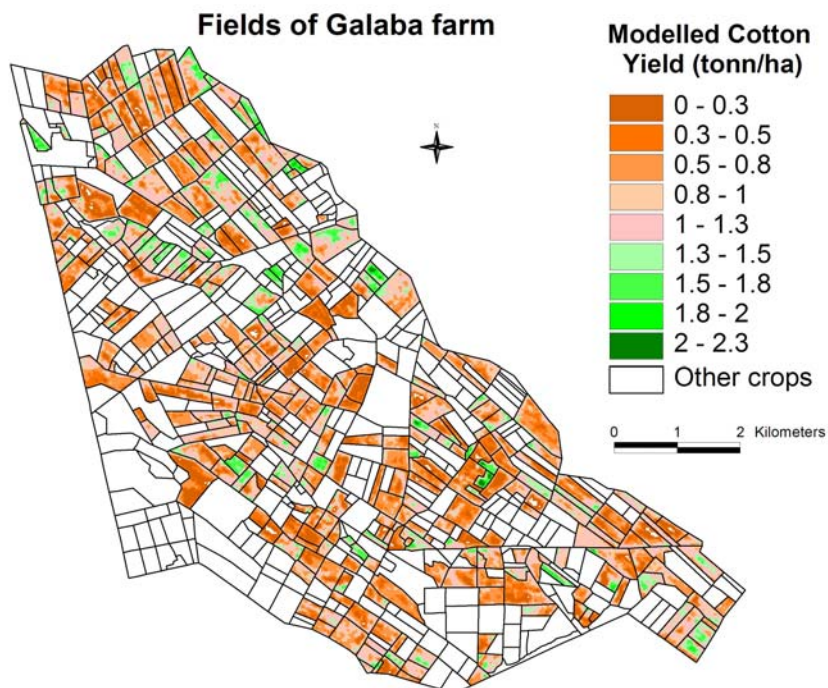 Fields of Galaba farm
Modelled Cotton
Yield (tonn/ha)
0 - 0.3
0.3 - 0.5
0.5 - 0.8
0.8 - 1
1 - 1.3
1.3 - 1.5
1.5 - 1.8
1.8 - 2
2 - 2.3
Other crops
N
0 1 2 Kilometers